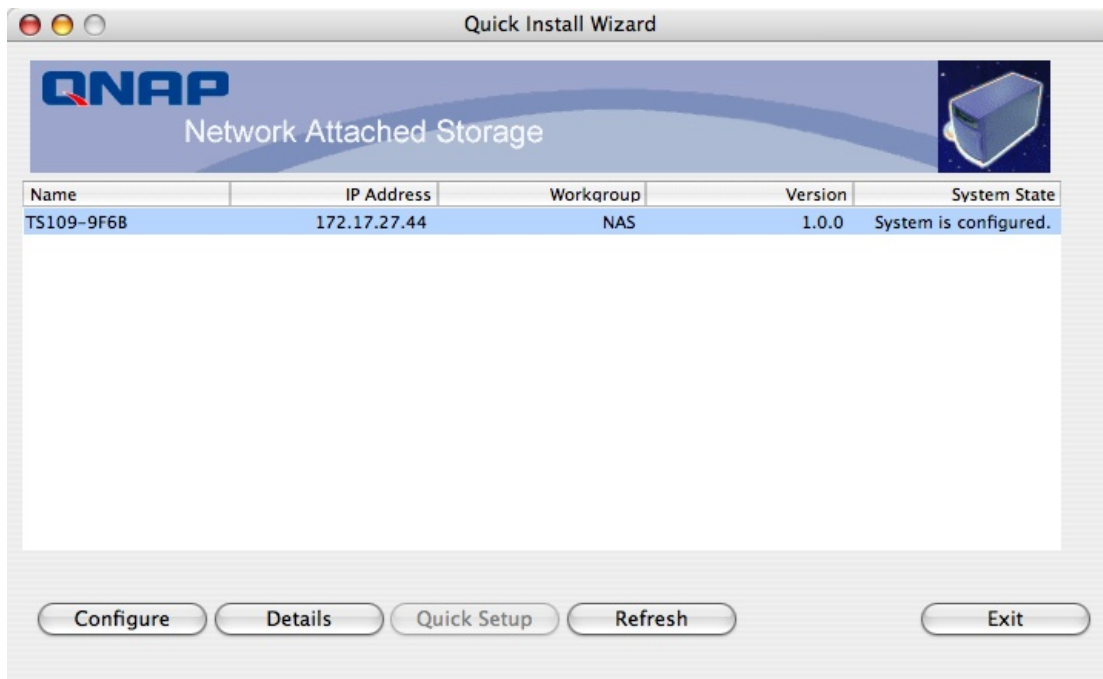 Quick Install Wizard
QNAP
Network Attached Storage
Name IP Address Workgroup Version System State
TS109-9F6B 172.17.27.44 NAS 1.0.0 System is configured.
Configure Details Quick Setup Refresh Exit